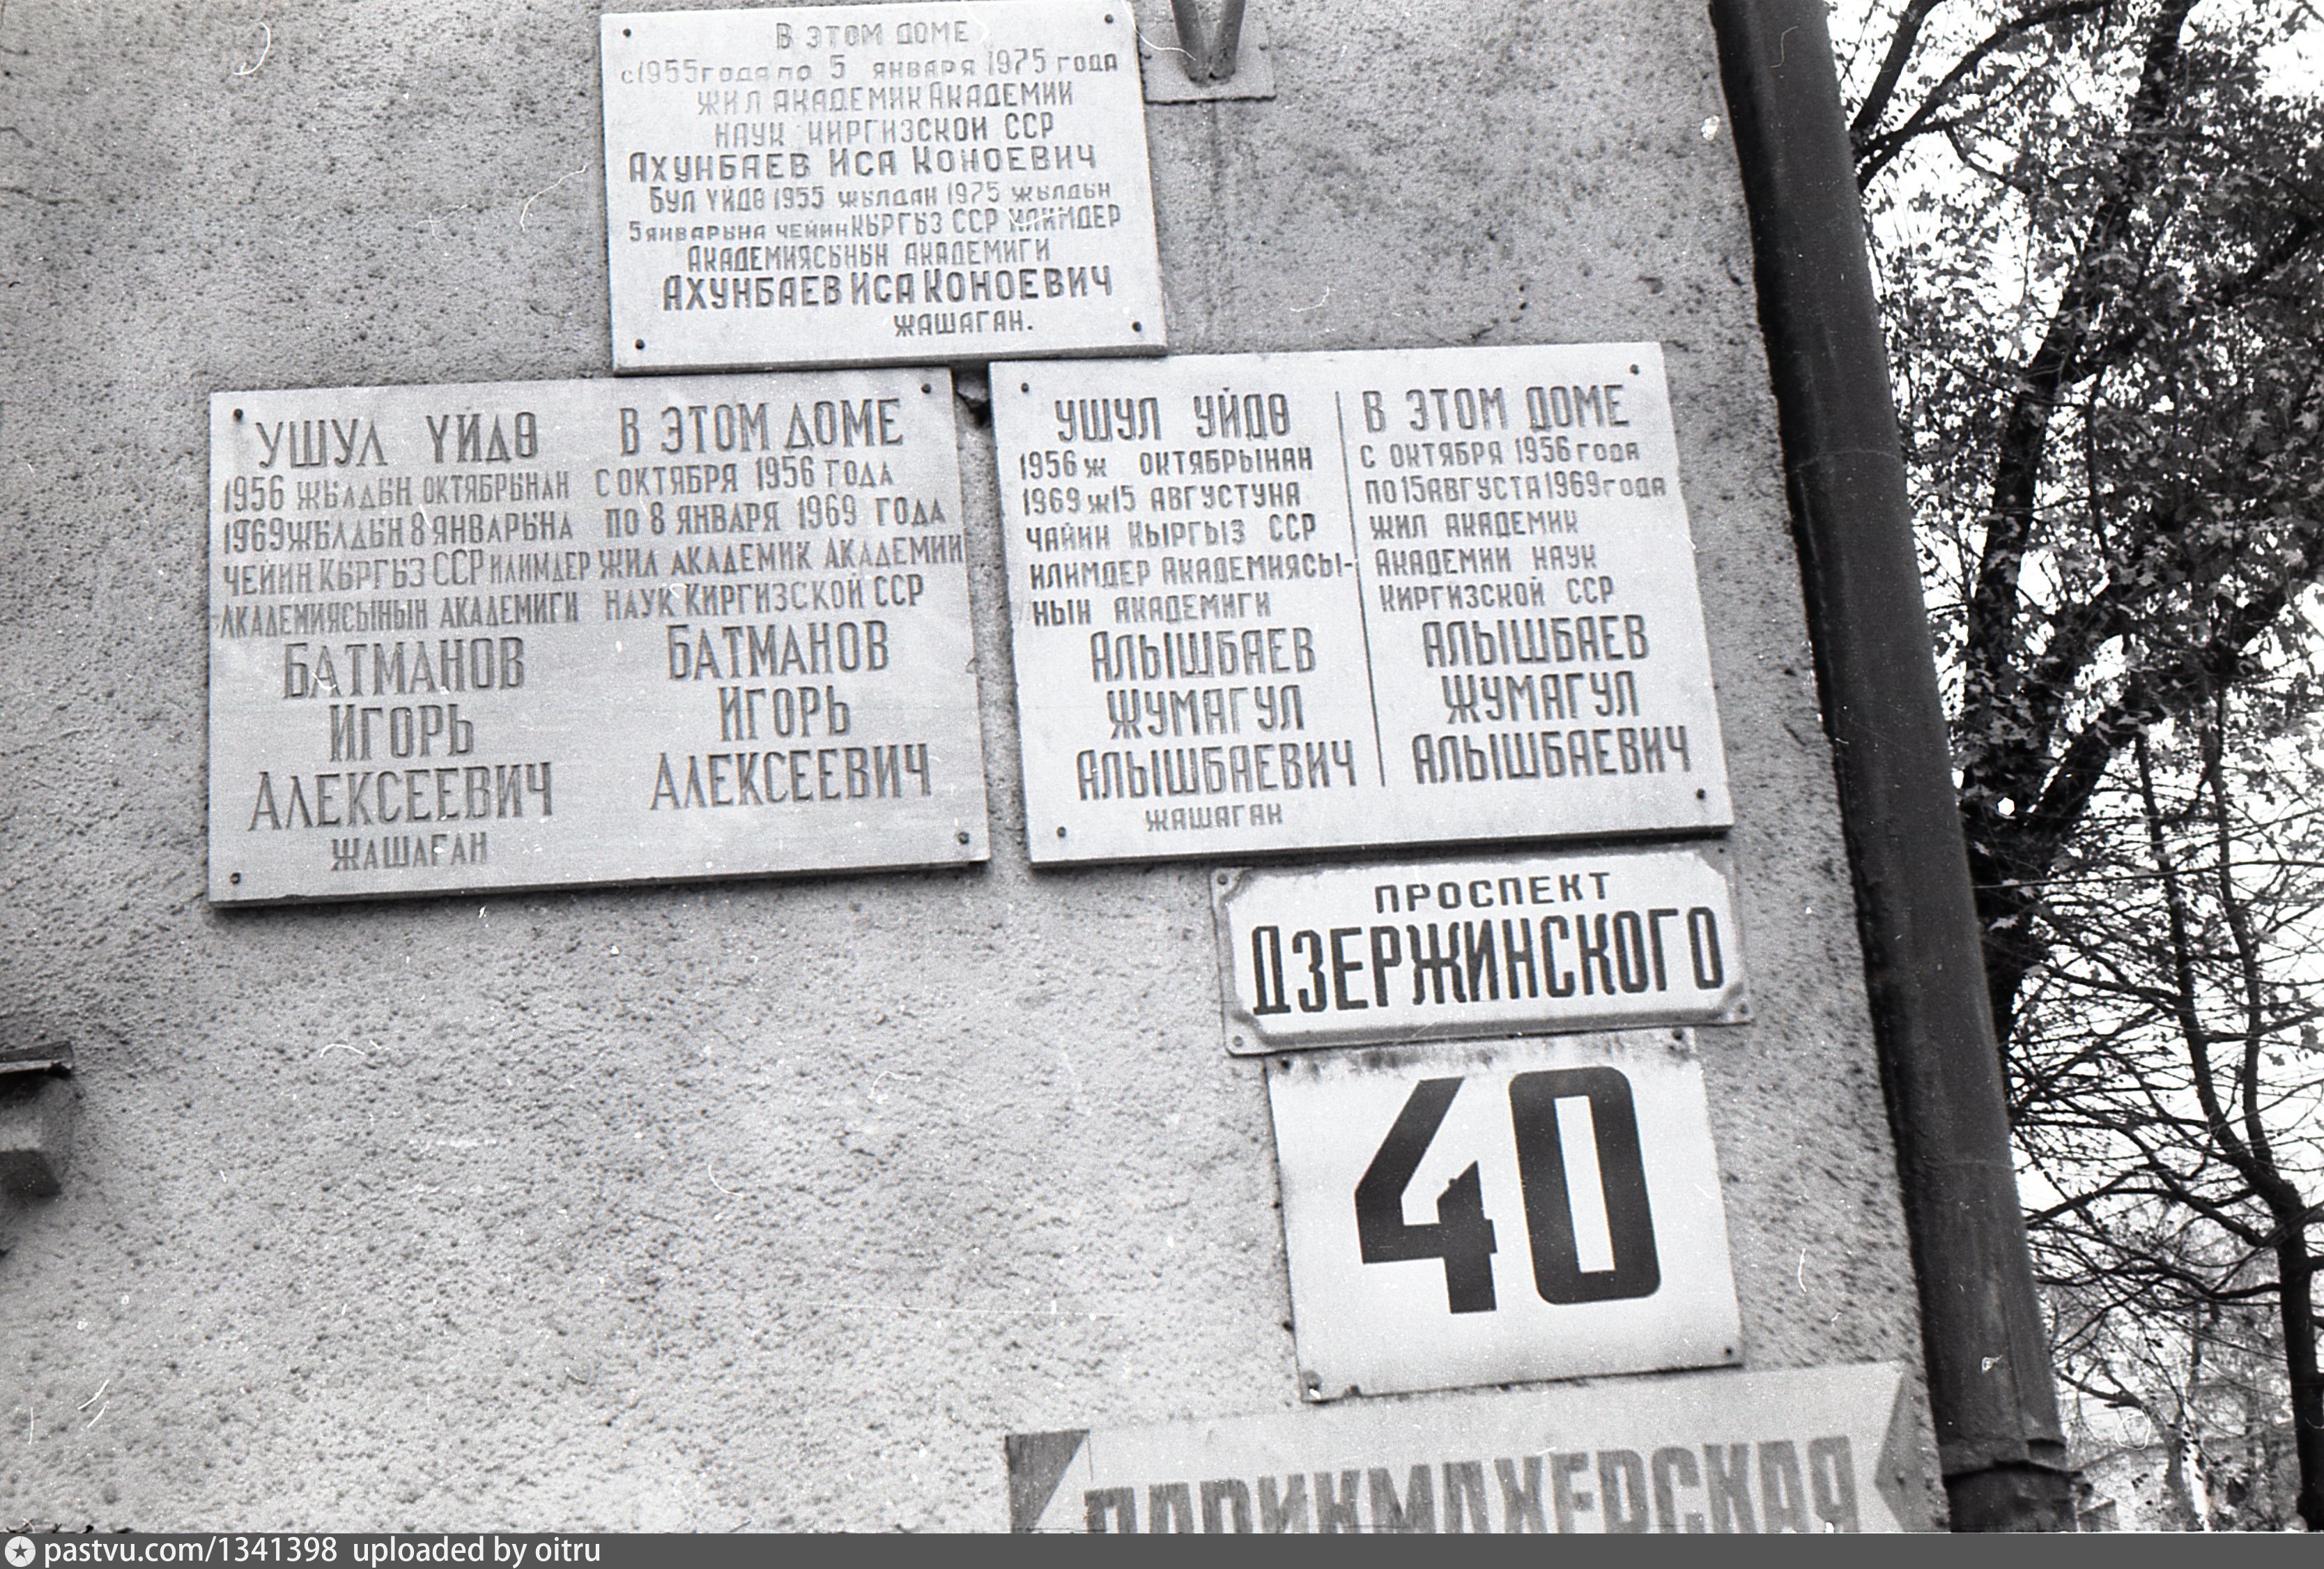 В ЭТОМ ДОМЕ
с 1955 года по 5 января 1975 года
ЖИЛ АКАДЕМИК АКАДЕМИИ
НАУК КИРГИЗСКОЙ ССР
АХУНБАЕВ ИСА КОНОЕВИЧ
БУЛ ҮЙДӨ 1955 ЖЫЛДАН 1975 ЖЫЛДЫН
5 ЯНВАРЫНА ЧЕЙИН КЫРГЫЗ ССР ИЛИМДЕР
АКАДЕМИЯСЫНЫН АКАДЕМИГИ
АХУНБАЕВ ИСА КОНОЕВИЧ
ЖАШАГАН.
УШУЛ ҮЙДӨ
1956 ЖЫЛДЫН ОКТЯБРЫНАН
1969 ЖЫЛДЫН 8 ЯНВАРЫНА
ЧЕЙИН КЫРГЫЗ ССР ИЛИМДЕР
АКАДЕМИЯСЫНЫН АКАДЕМИГИ
БАТМАНОВ
ИГОРЬ
АЛЕКСЕЕВИЧ
ЖАШАГАН
В ЭТОМ ДОМЕ
С ОКТЯБРЯ 1956 ГОДА
ПО 8 ЯНВАРЯ 1969 ГОДА
ЖИЛ АКАДЕМИК АКАДЕМИИ
НАУК КИРГИЗСКОЙ ССР
БАТМАНОВ
ИГОРЬ
АЛЕКСЕЕВИЧ
УШУЛ ҮЙДӨ
1956 ж ОКТЯБРЫНАН
1969 ж 15 АВГУСТУНА
ЧАЙИН КЫРГЫЗ ССР
ИЛИМДЕР АКАДЕМИЯСЫ-
НЫН АКАДЕМИГИ
АЛЫШБАЕВ
ЖУМАГУЛ
АЛЫШБАЕВИЧ
ЖАШАГАН
В ЭТОМ ДОМЕ
С ОКТЯБРЯ 1956 года
ПО 15 АВГУСТА 1969 года
ЖИЛ АКАДЕМИК
АКАДЕМИИ НАУК
КИРГИЗСКОЙ ССР
АЛЫШБАЕВ
ЖУМАГУЛ
АЛЫШБАЕВИЧ
ПРОСПЕКТ
ДЗЕРЖИНСКОГО
40
ПАРИКМАХЕРСКАЯ
pastvu.com/1341398 uploaded by oitru